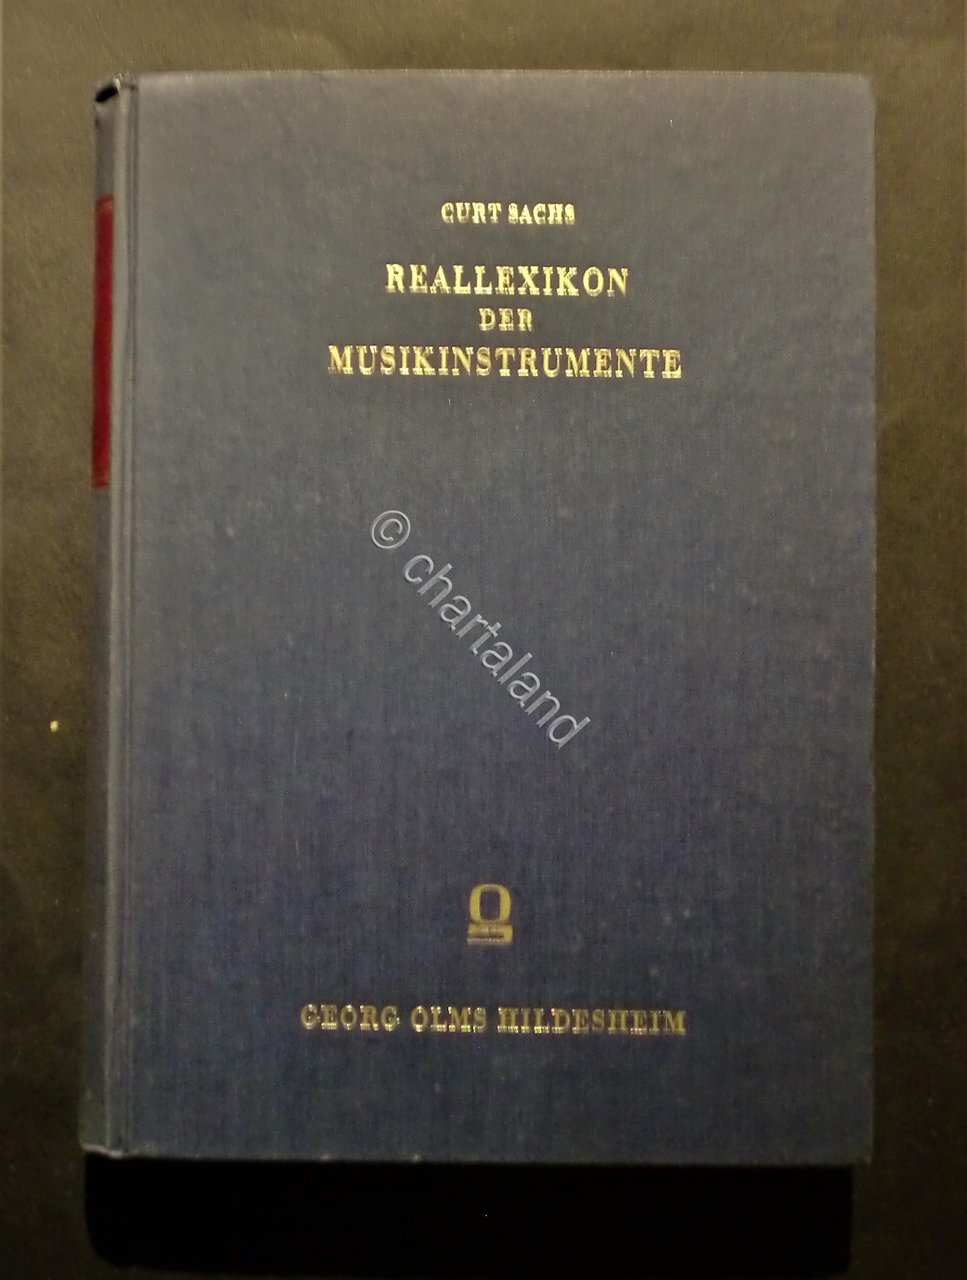 CURT SACHS
REALLEXIKON
DER
MUSIKINSTRUMENTE
© chartaland
GEORG OLMS HILDESHEIM